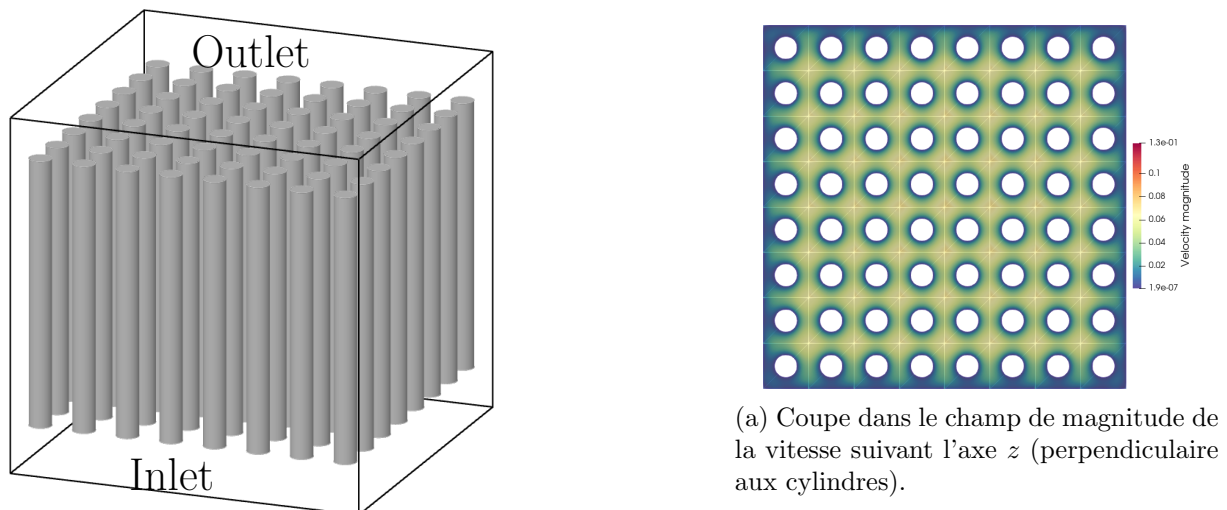 Outlet
Inlet
1.3e-01
0.1
0.08
0.06
0.04
0.02
1.9e-07
Velocity magnitude
(a) Coupe dans le champ de magnitude de
la vitesse suivant l'axe z (perpendiculaire
aux cylindres).